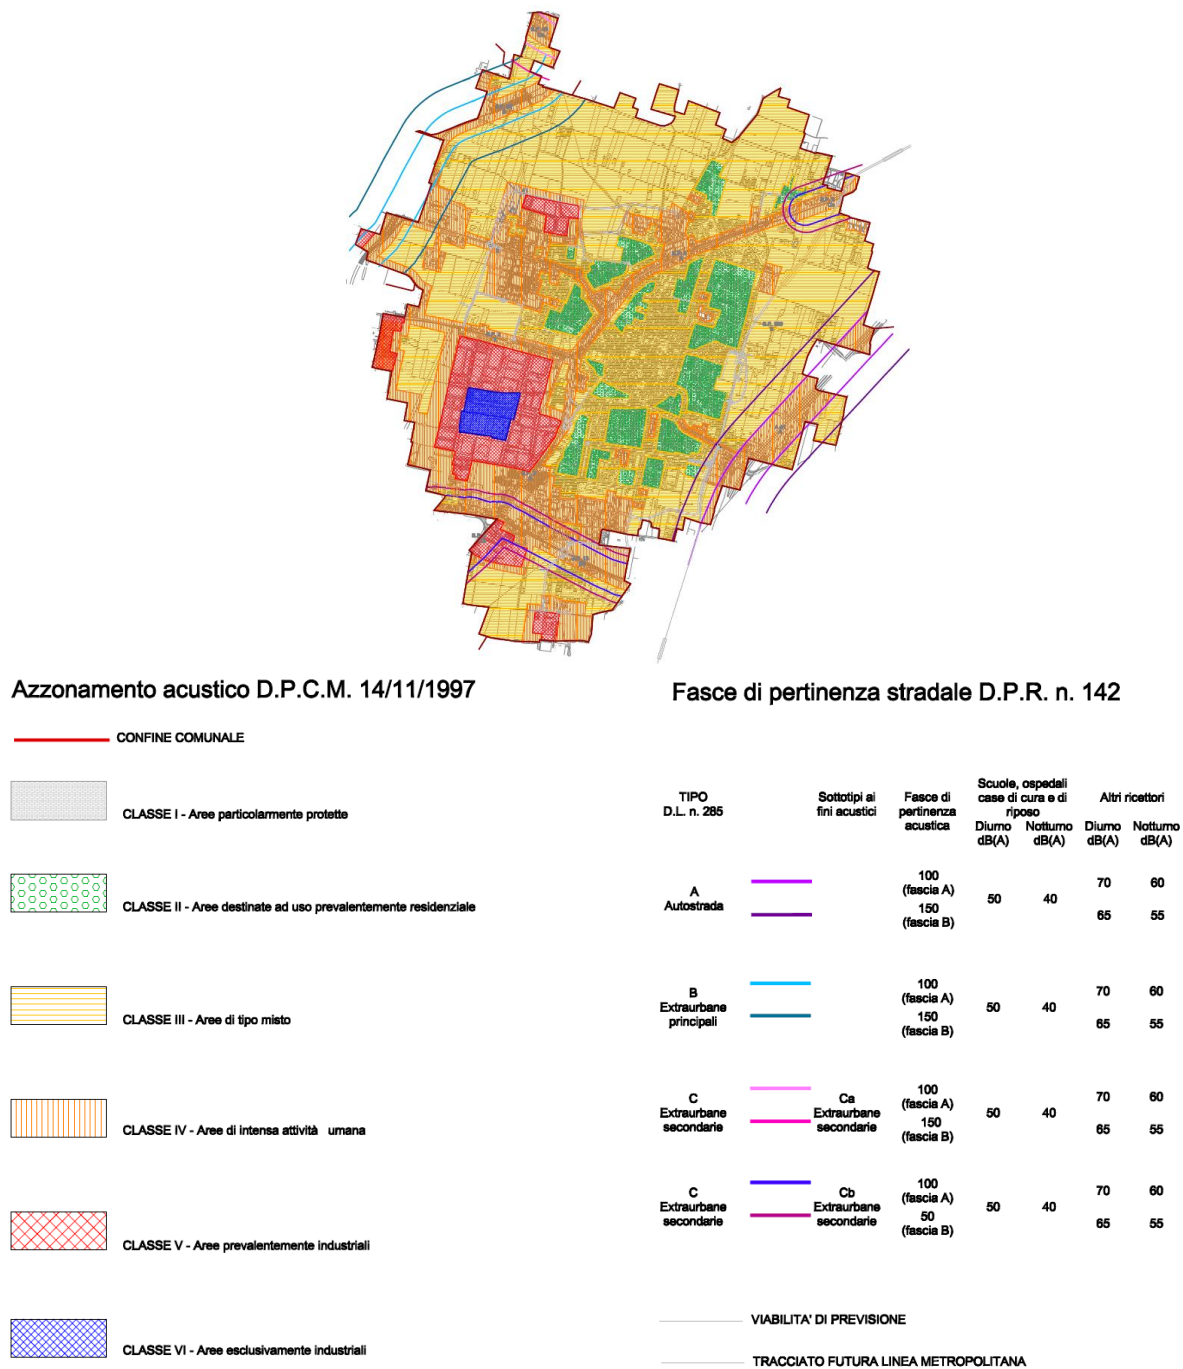 Azzonamento acustico D.P.C.M. 14/11/1997
CONFINE COMUNALE
CLASSE I - Aree particolarmente protette
CLASSE II - Aree destinate ad uso prevalentemente residenziale
CLASSE III - Aree di tipo misto
CLASSE IV - Aree di intensa attività umana
CLASSE V - Aree prevalentemente industriali
CLASSE VI - Aree esclusivamente industriali
Fasce di pertinenza stradale D.P.R. n. 142
TIPO
D.L. n. 285
Sottotipi ai
fini acustici
Fasce di
pertinenza
acustica
Scuole, ospedali
case di cura e di
riposo
Diurno
dB(A)
Notturno
dB(A)
Altri ricettori
Diurno
dB(A)
Notturno
dB(A)
A
Autostrada
100
(fascia A)
150
(fascia B)
50
40
70
60
65
55
B
Extraurbane
principali
100
(fascia A)
150
(fascia B)
50
40
70
60
65
55
C
Extraurbane
secondarie
Ca
Extraurbane
secondarie
100
(fascia A)
150
(fascia B)
50
40
70
60
65
55
C
Extraurbane
secondarie
Cb
Extraurbane
secondarie
100
(fascia A)
50
(fascia B)
50
40
70
60
65
55
VIABILITA' DI PREVISIONE
TRACCIATO FUTURA LINEA METROPOLITANA